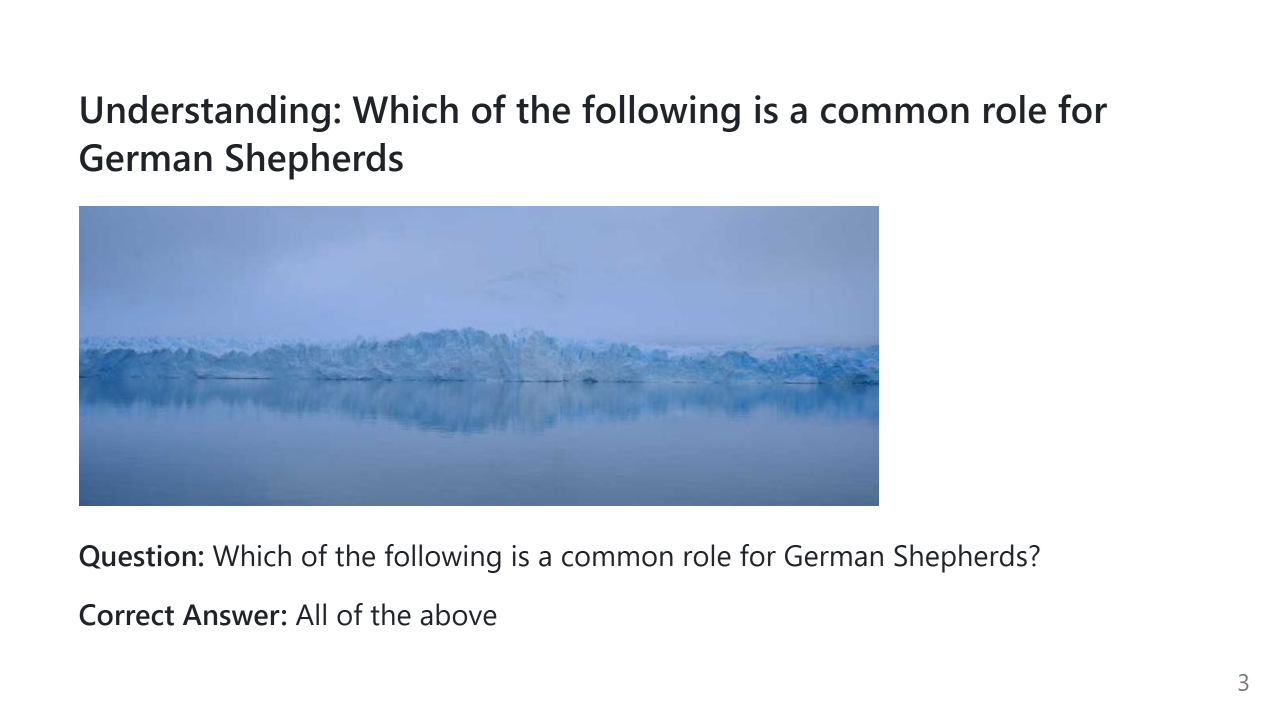 Understanding: Which of the following is a common role for
German Shepherds
Question: Which of the following is a common role for German Shepherds?
Correct Answer: All of the above
3